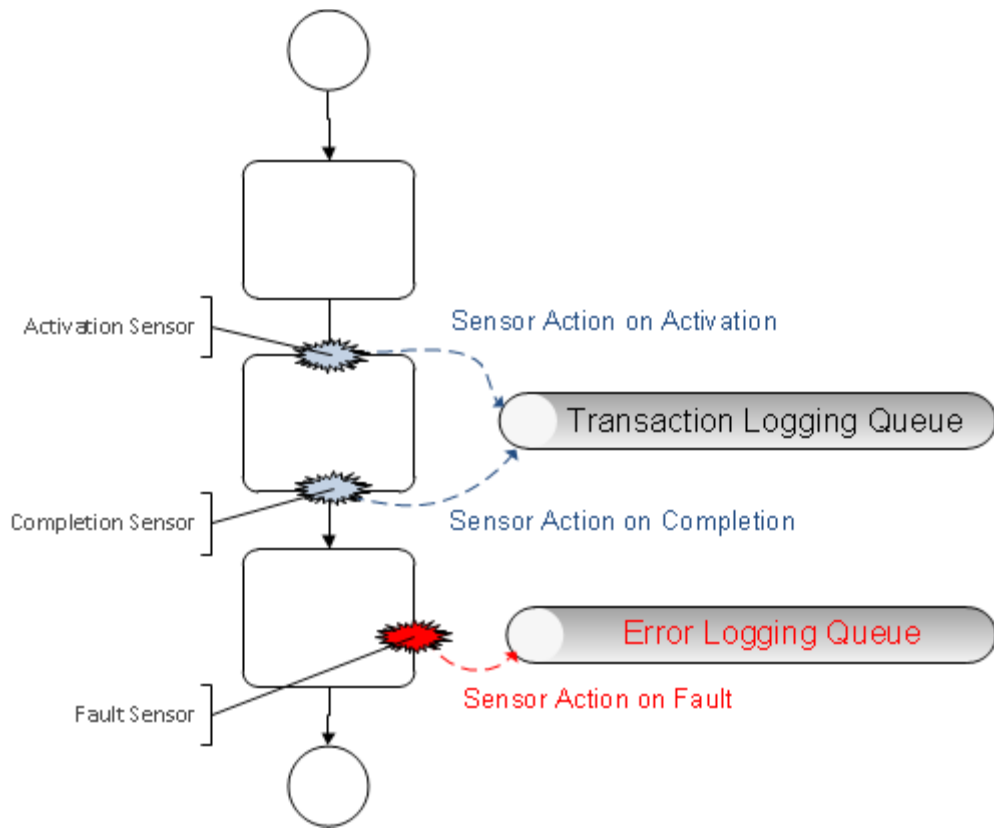 Activation Sensor
Sensor Action on Activation
Transaction Logging Queue
Completion Sensor
Sensor Action on Completion
Error Logging Queue
Sensor Action on Fault
Fault Sensor